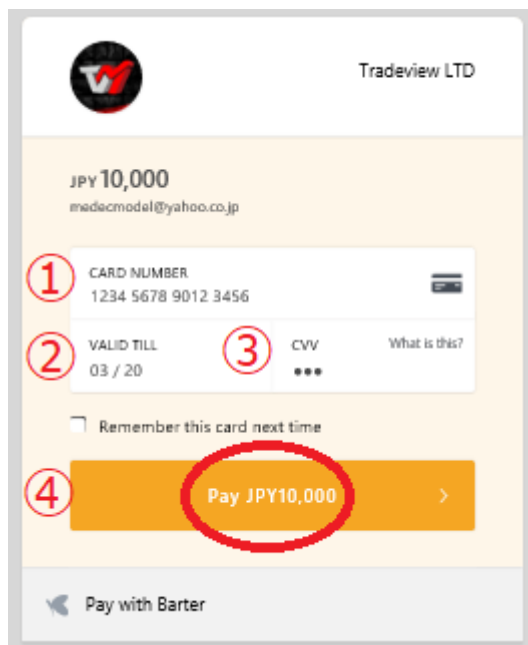 Tradeview LTD
JPY 10,000
medecmodel@yahoo.co.jp
① CARD NUMBER
1234 5678 9012 3456
② VALID TILL ③ CVV What is this?
03 / 20 •••
Remember this card next time
④ Pay JPY10,000 >
Pay with Barter